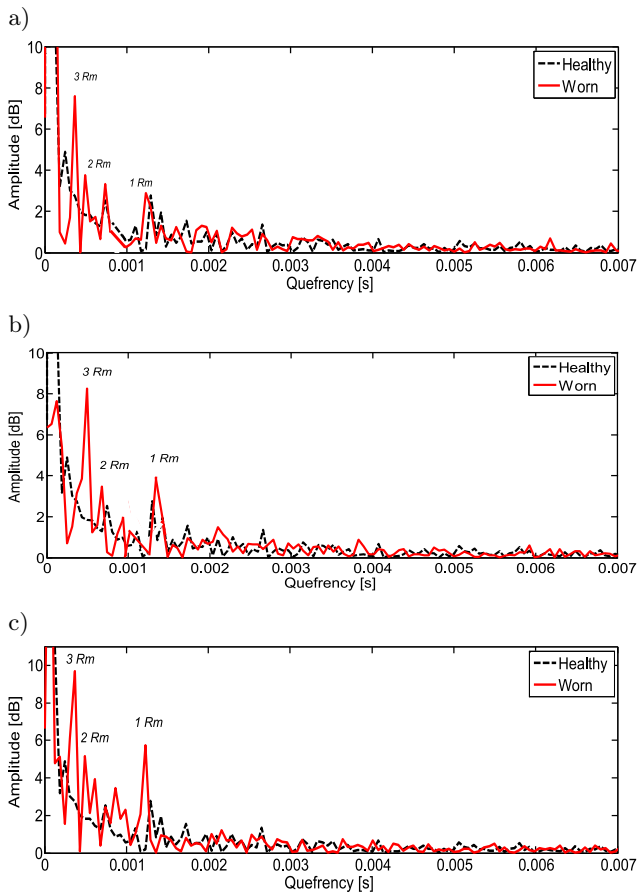 a)
10
8
6
4
2
0
Amplitude [dB]
3 Rm
2 Rm
1 Rm
Healthy
Worn
0 0.001 0.002 0.003 0.004 0.005 0.006 0.007
Quefrency [s]
b)
10
8
6
4
2
0
Amplitude [dB]
3 Rm
2 Rm
1 Rm
Healthy
Worn
0 0.001 0.002 0.003 0.004 0.005 0.006 0.007
Quefrency [s]
c)
10
8
6
4
2
0
Amplitude [dB]
3 Rm
2 Rm
1 Rm
Healthy
Worn
0 0.001 0.002 0.003 0.004 0.005 0.006 0.007
Quefrency [s]